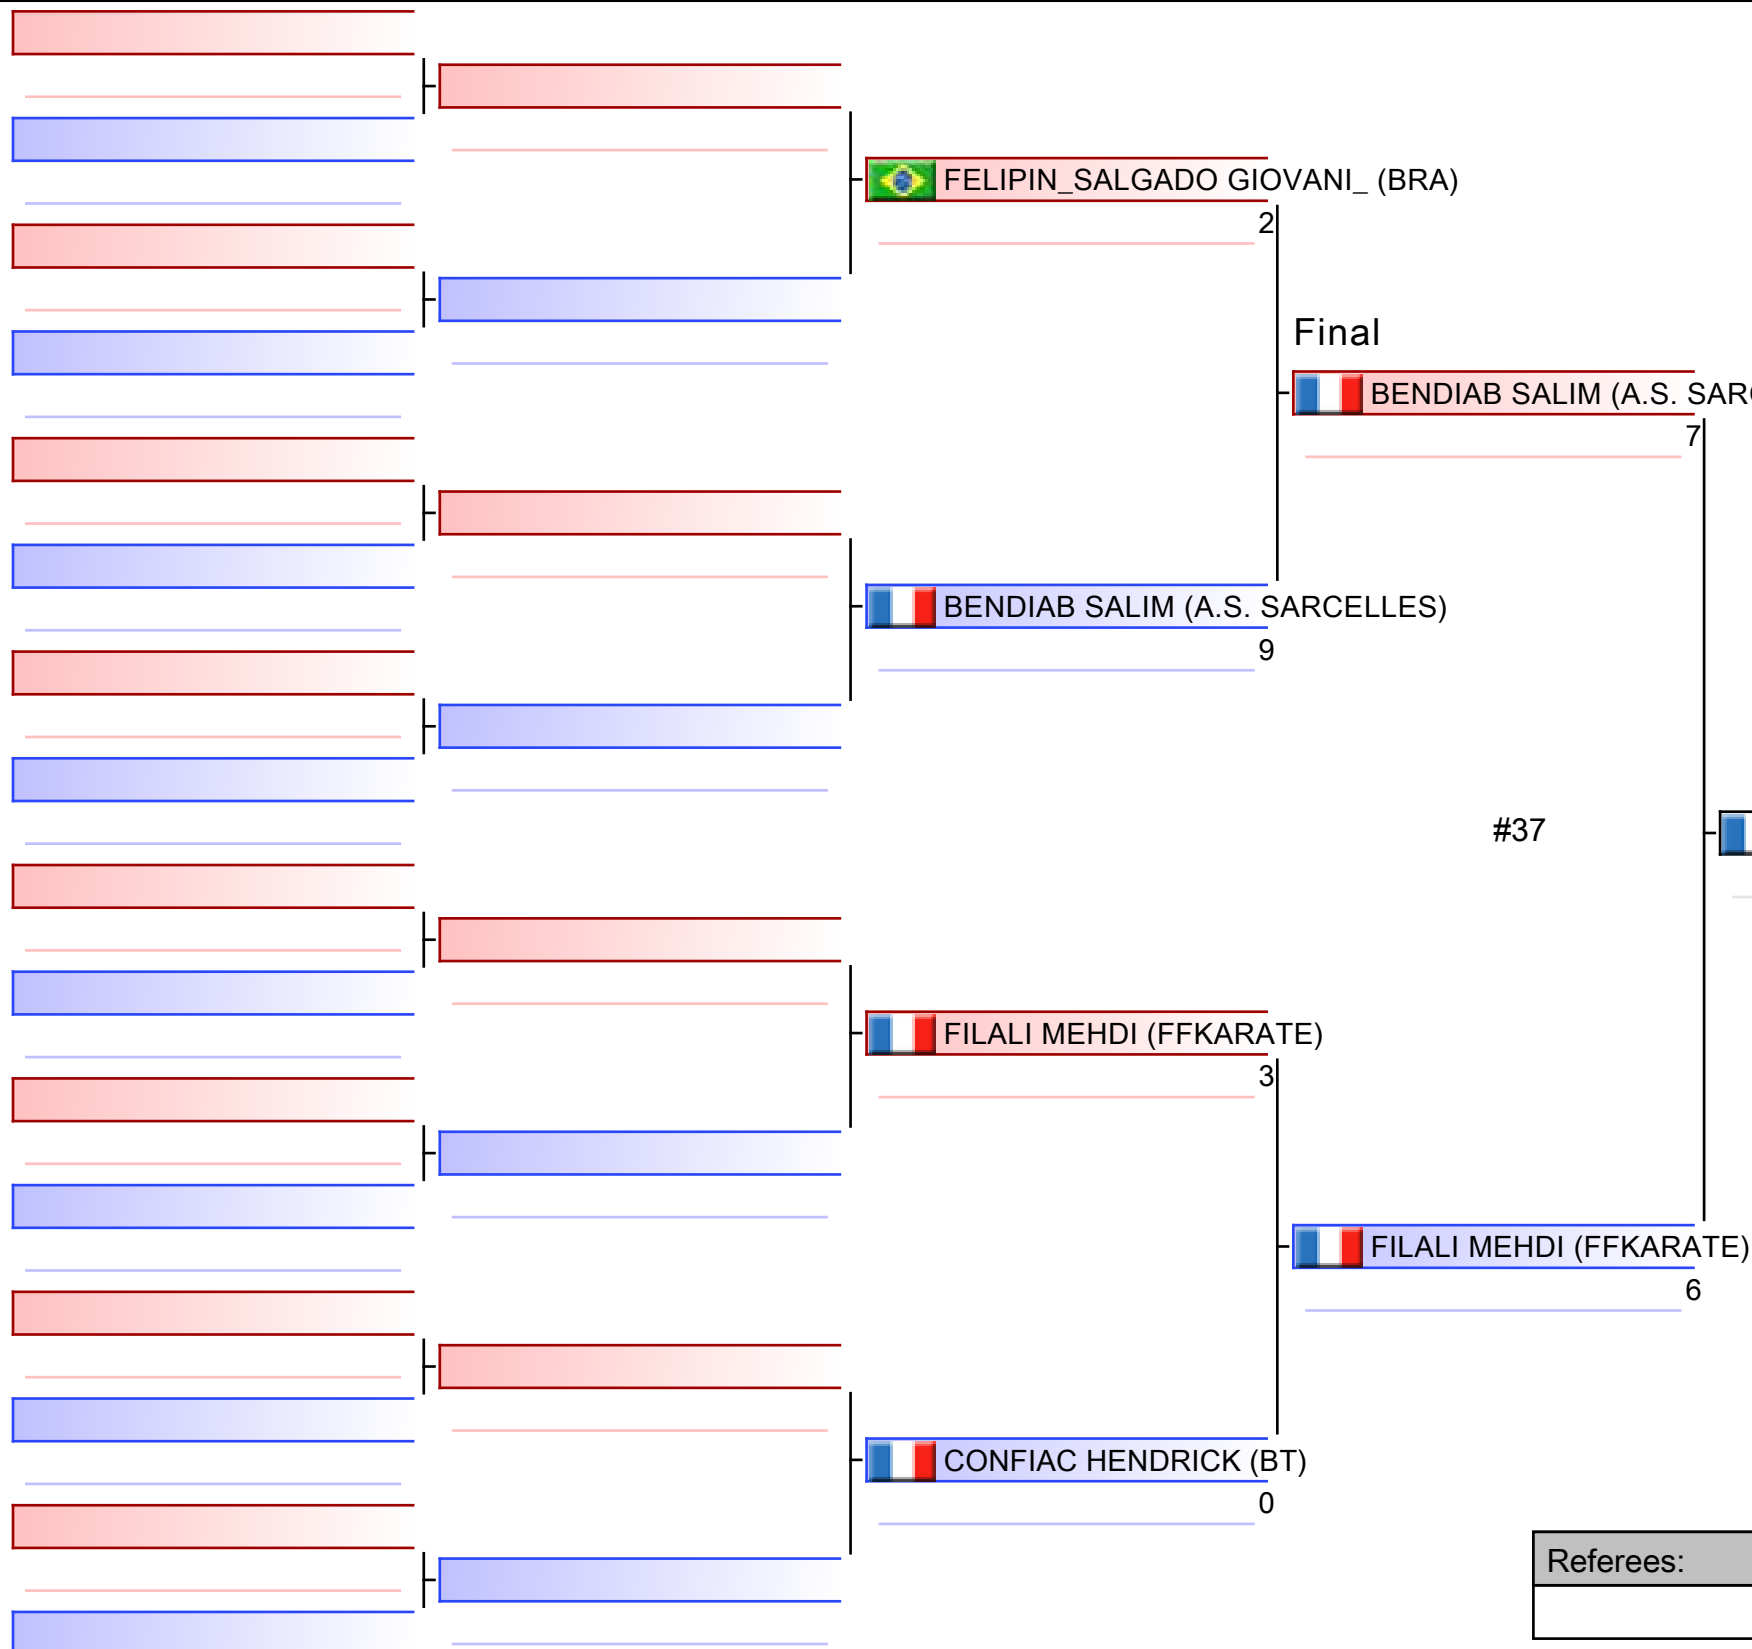 FELIPIN_SALGADO GIOVANI_ (BRA)
2
Final
BENDIAB SALIM (A.S.
7
BENDIAB SALIM (A.S. SARCELLES)
9
#37
FILALI MEHDI (FFKARATE)
3
FILALI MEHDI (FFKARATE)
6
CONFIAC HENDRICK (BT)
0
Referees: